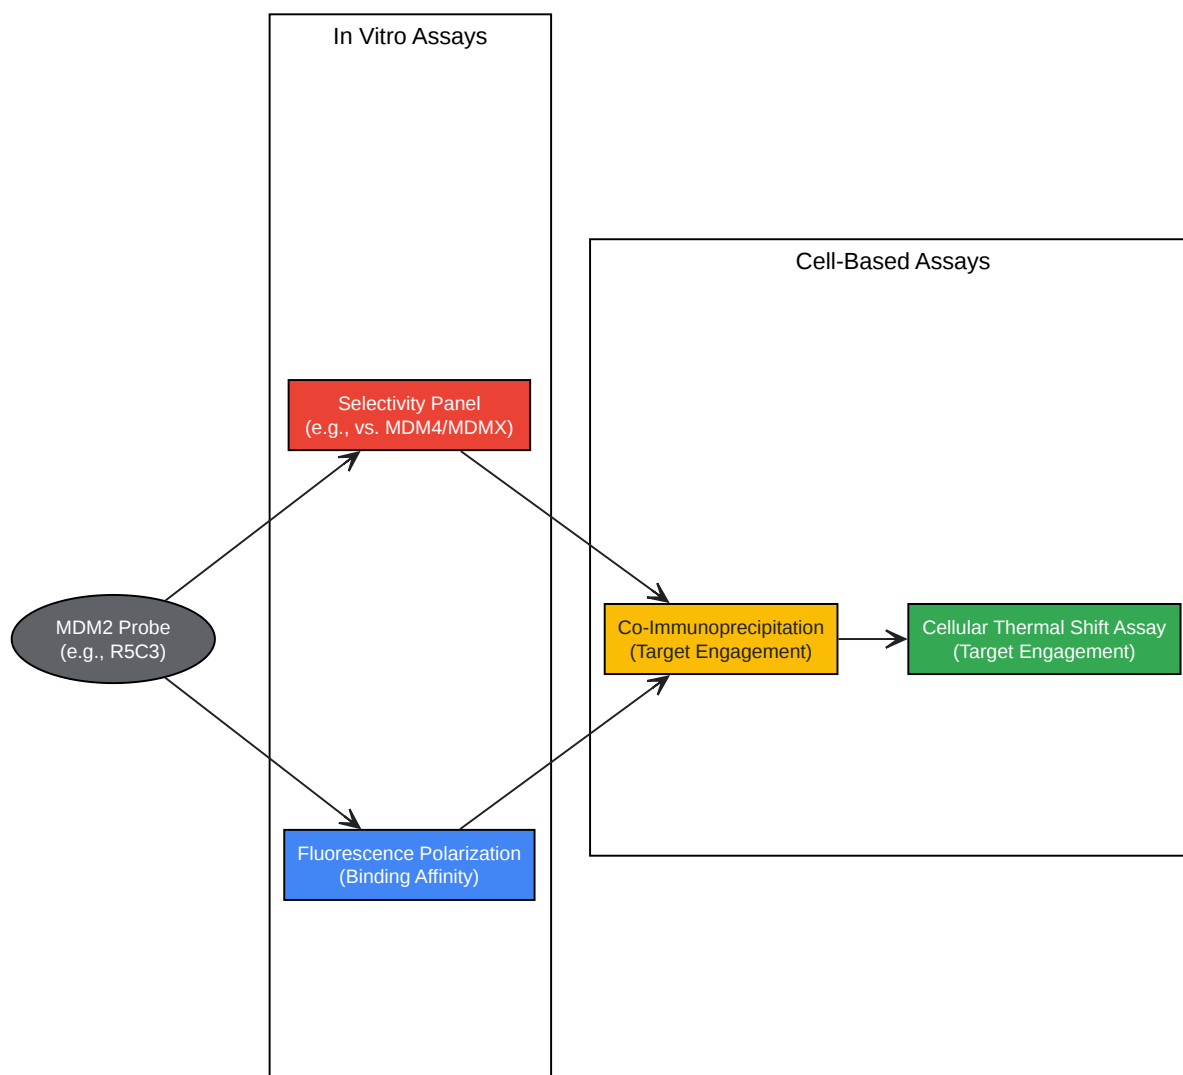 In Vitro Assays
Cell-Based Assays
Selectivity Panel
(e.g., vs. MDM4/MDMX)
MDM2 Probe
(e.g., R5C3)
Co-Immunoprecipitation
(Target Engagement)
Cellular Thermal Shift Assay
(Target Engagement)
Fluorescence Polarization
(Binding Affinity)